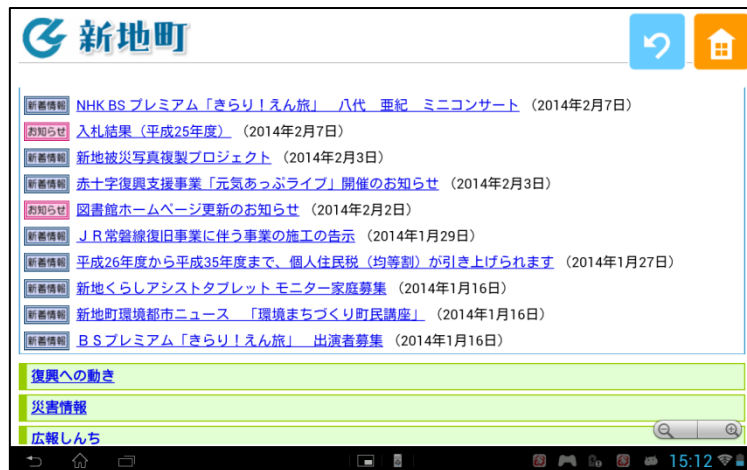 新地町
新着情報 NHK BS プレミアム「きらり！えん旅」　八代　亜紀　ミニコンサート （2014年2月7日）
お知らせ 入札結果（平成25年度） （2014年2月7日）
新着情報 新地被災写真複製プロジェクト （2014年2月3日）
新着情報 赤十字復興支援事業「元気あっぷライブ」開催のお知らせ （2014年2月3日）
お知らせ 図書館ホームページ更新のお知らせ （2014年2月2日）
新着情報 ＪＲ常磐線復旧事業に伴う事業の施工の告示 （2014年1月29日）
新着情報 平成26年度から平成35年度まで、個人住民税（均等割）が引き上げられます （2014年1月27日）
新着情報 新地くらしアシストタブレット モニター家庭募集 （2014年1月16日）
新着情報 新地町環境都市ニュース　「環境まちづくり町民講座」 （2014年1月16日）
新着情報 ＢＳプレミアム「きらり！えん旅」　出演者募集 （2014年1月16日）
復興への動き
災害情報
広報しんち
15:12